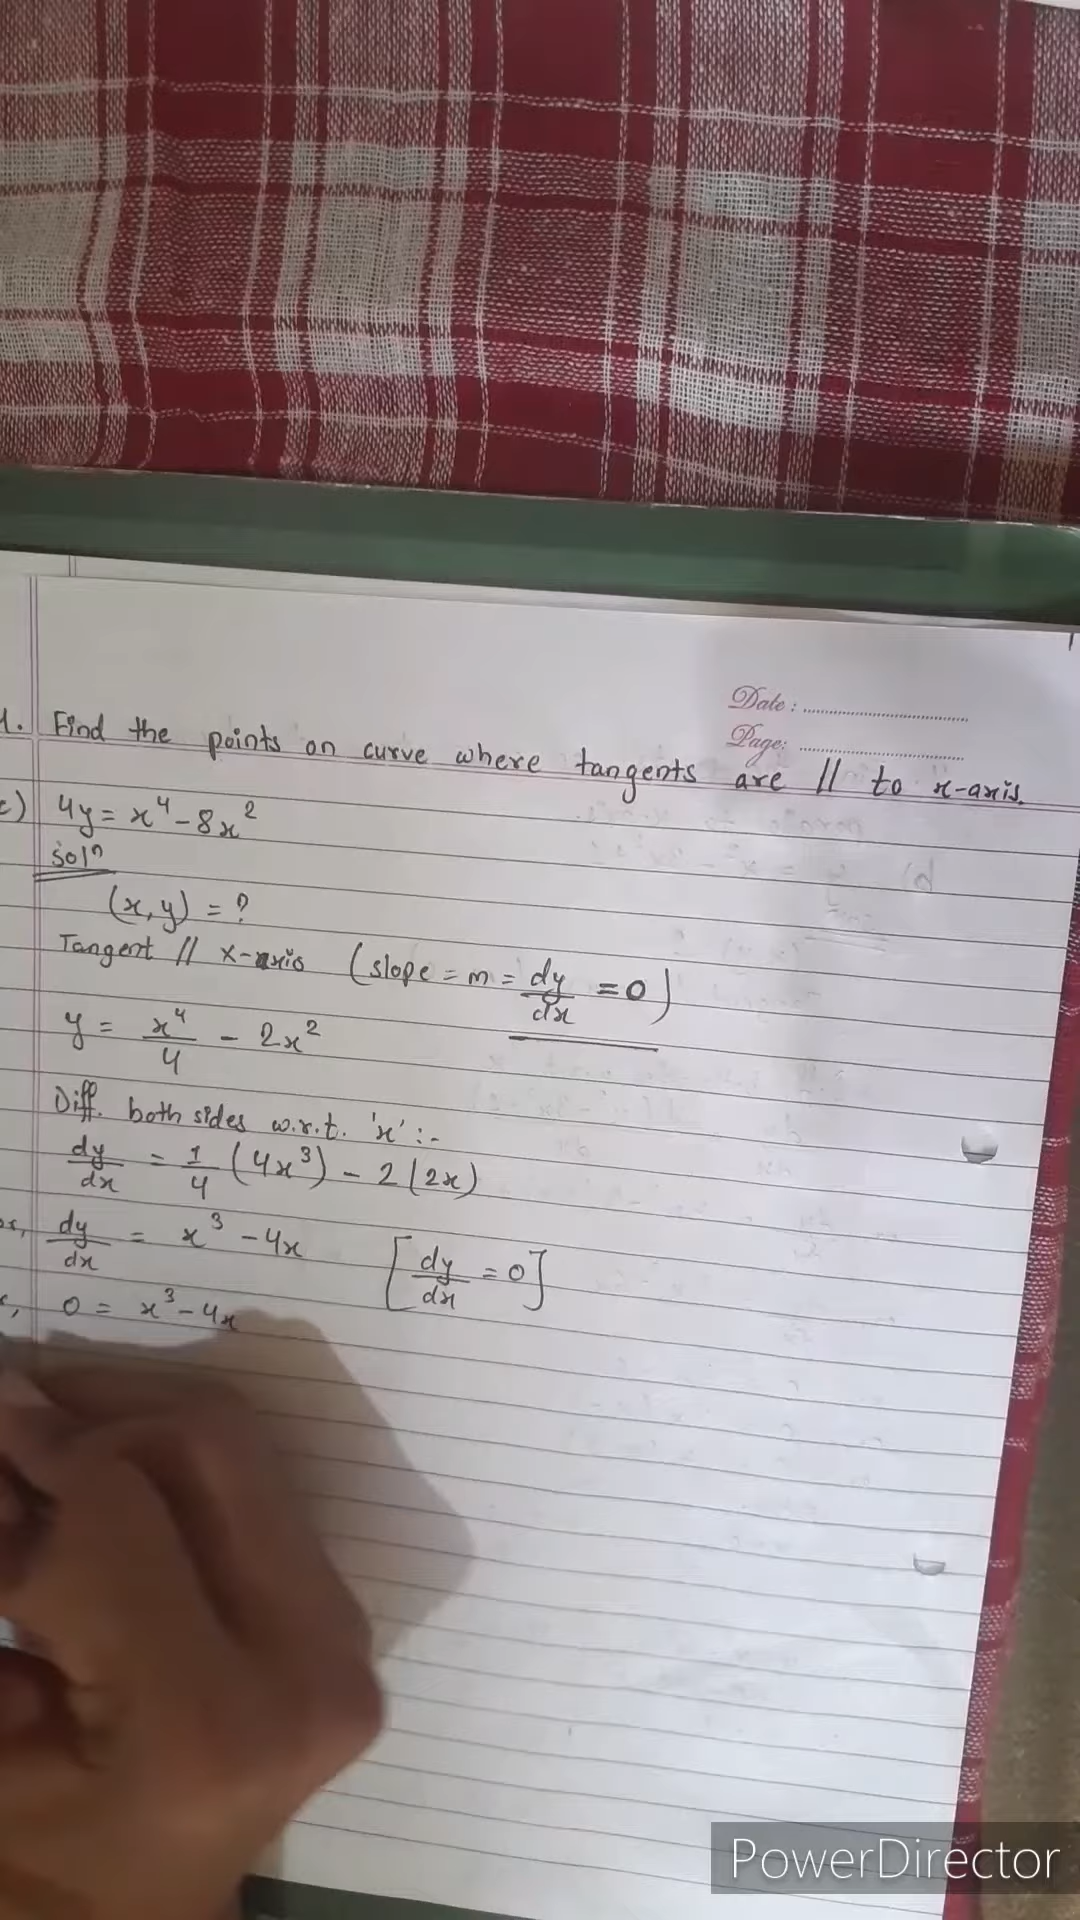 Date :
Page:
1. Find the points on curve where tangents are // to x-axis.
c) 4y = x⁴ - 8x²
Solⁿ
(x, y) = ?
Tangent // x-axis (slope = m = dy/dx = 0)
y = x⁴/4 - 2x²
Diff. both sides w.r.t. 'x' :-
dy/dx = 1/4 (4x³) - 2(2x)
or, dy/dx = x³ - 4x [dy/dx = 0]
0 = x³ - 4x
PowerDirector